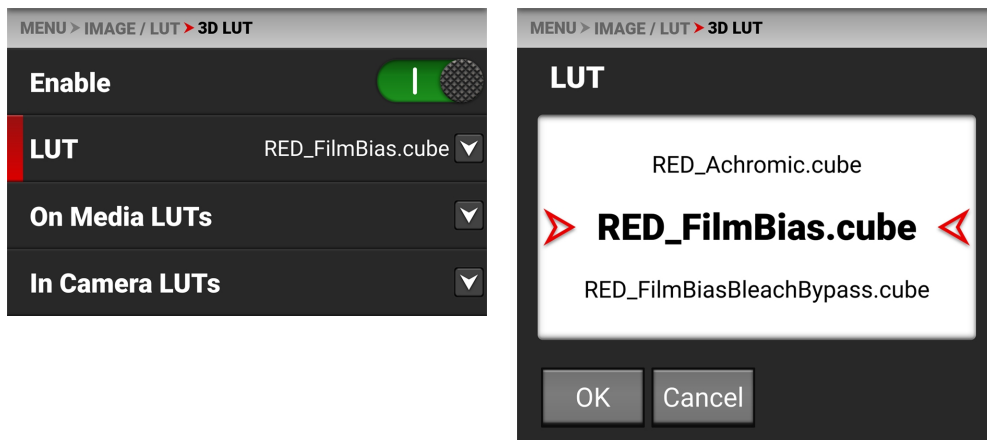 MENU > IMAGE / LUT > 3D LUT
Enable
LUT RED_FilmBias.cube
On Media LUTs
In Camera LUTs
MENU > IMAGE / LUT > 3D LUT
LUT
RED_Achromic.cube
RED_FilmBias.cube
RED_FilmBiasBleachBypass.cube
OK Cancel